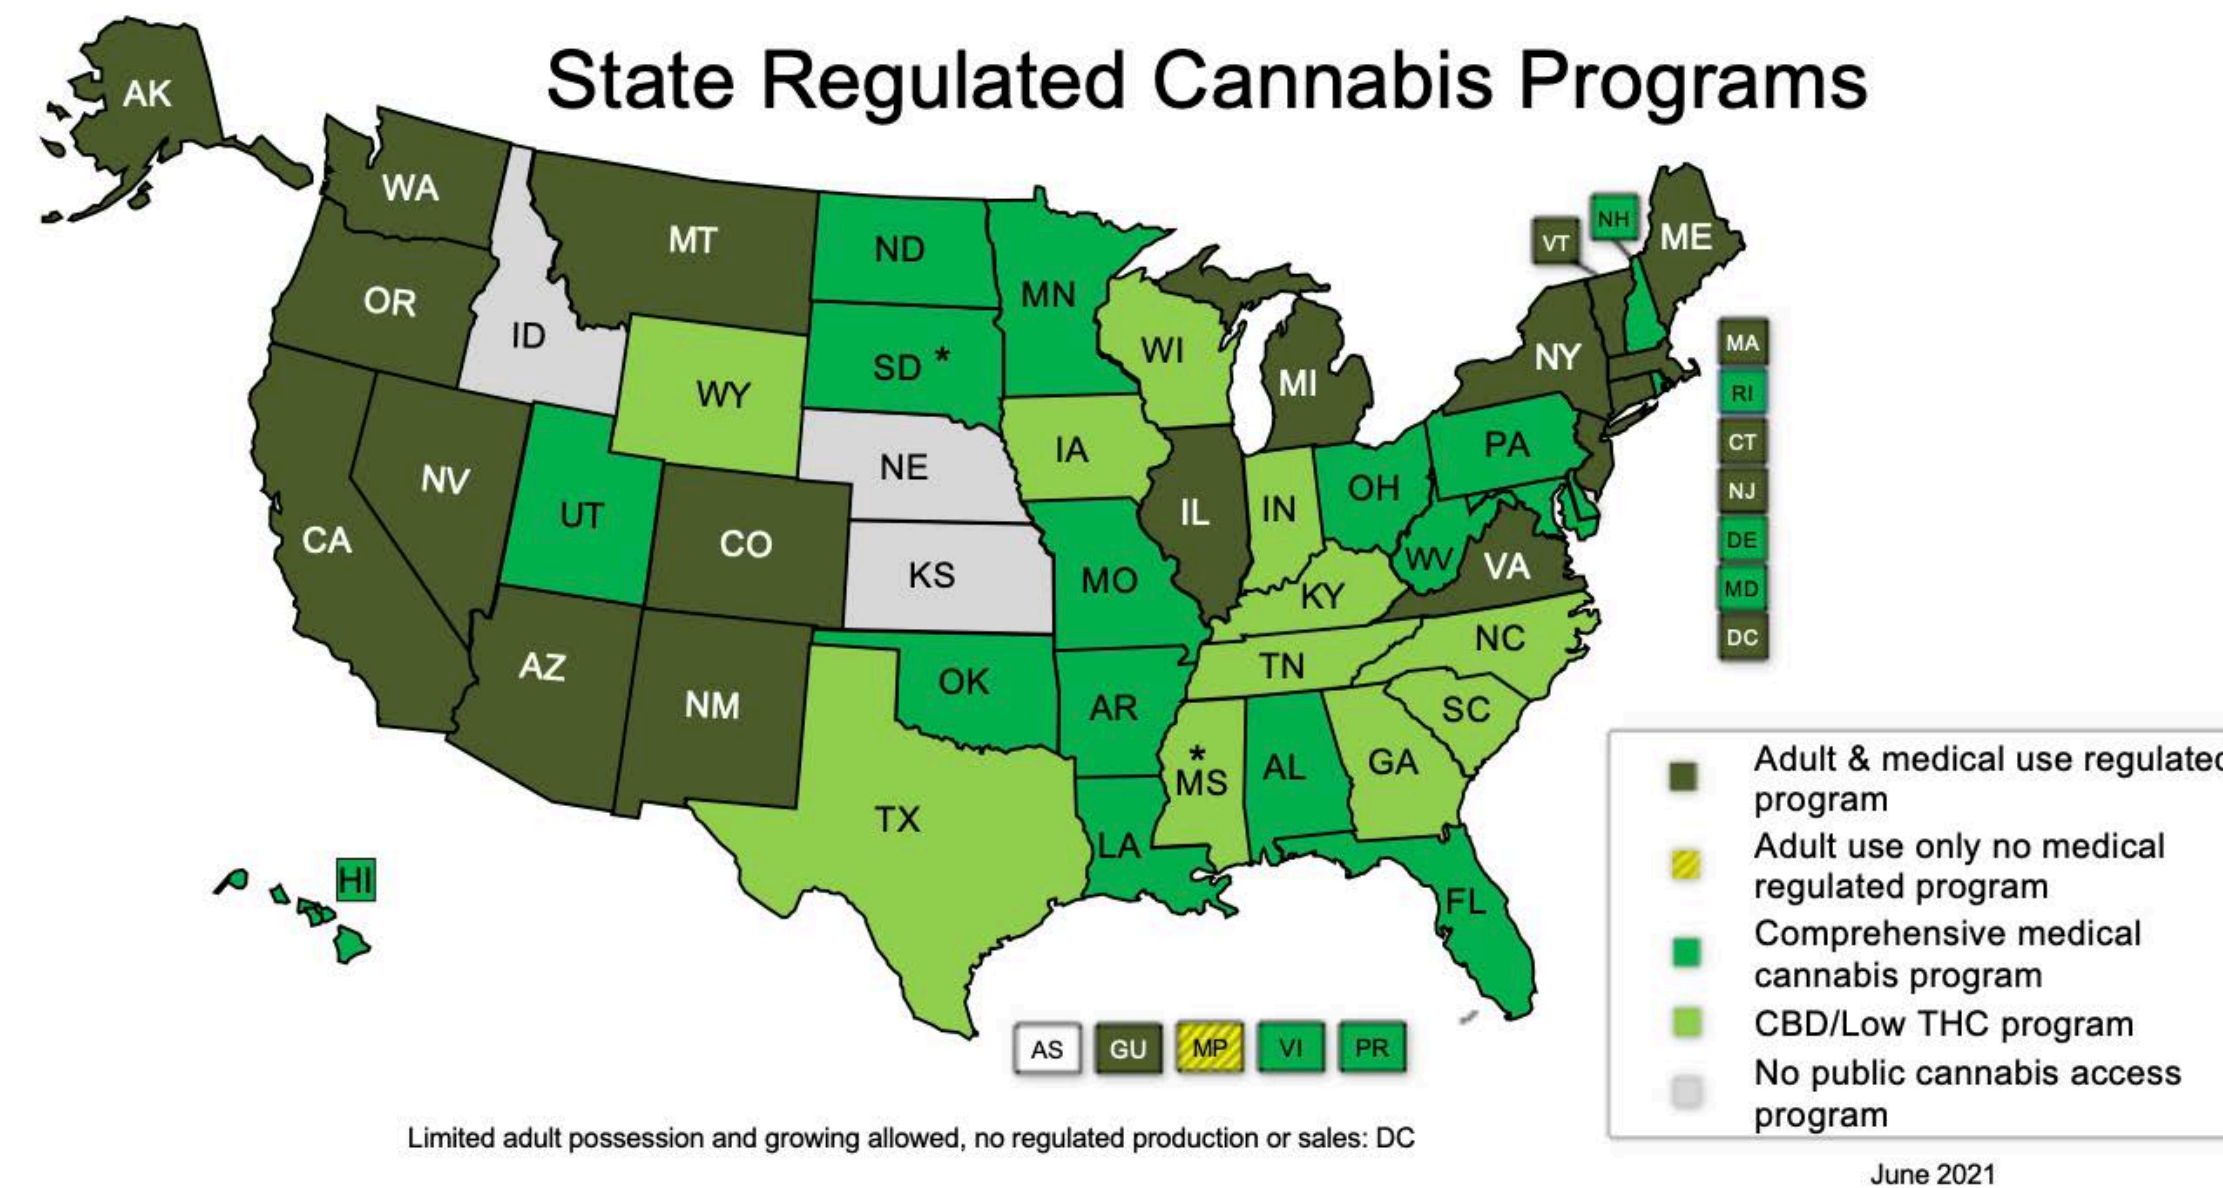 State Regulated Cannabis Programs
AK
WA
MT
ND
MN
VT
NH
ME
OR
ID
SD *
WI
MI
NY
MA
RI
WY
IA
NE
PA
CT
NV
UT
CO
IL
IN
OH
NJ
CA
KS
MO
WV
VA
DE
KY
MD
AZ
NM
OK
AR
TN
NC
DC
SC
TX
*
MS
AL
GA
LA
HI
FL
AS
GU
MP
VI
PR
Adult & medical use regulated
program
Adult use only no medical
regulated program
Comprehensive medical
cannabis program
CBD/Low THC program
No public cannabis access
program
Limited adult possession and growing allowed, no regulated production or sales: DC
June 2021